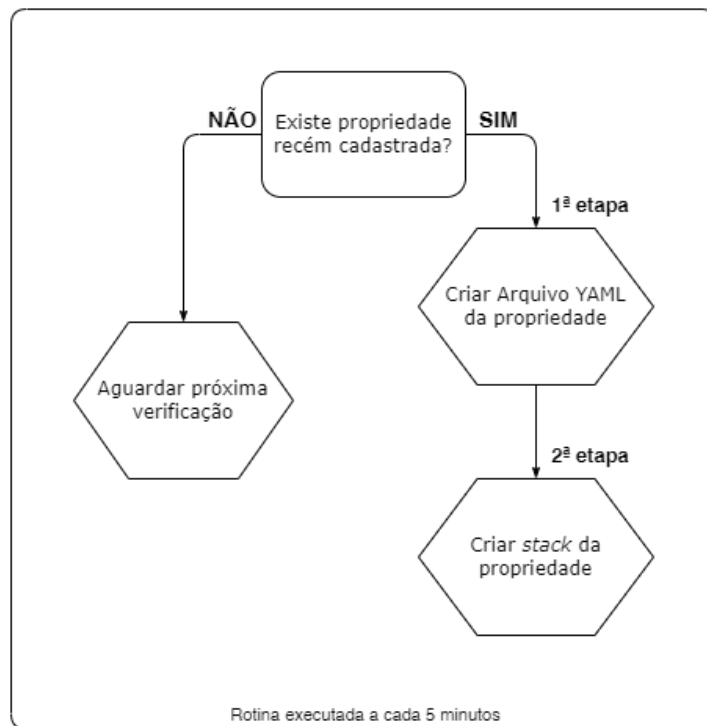 Existe propriedade
recém cadastrada?
NÃO
SIM
1ª etapa
Criar Arquivo YAML
da propriedade
Aguardar próxima
verificação
2ª etapa
Criar stack da
propriedade
Rotina executada a cada 5 minutos